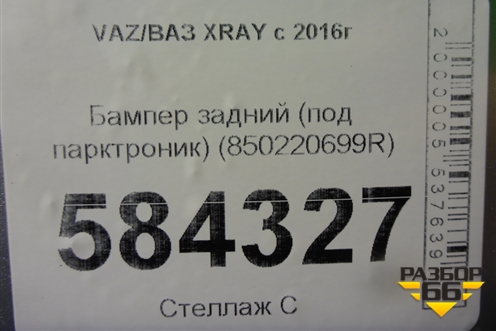 VAZ/ВАЗ XRAY с 2016г
Бампер задний (под
парктроник) (850220699R)
584327
Стеллаж С
2000005537639
РАЗБОР
66